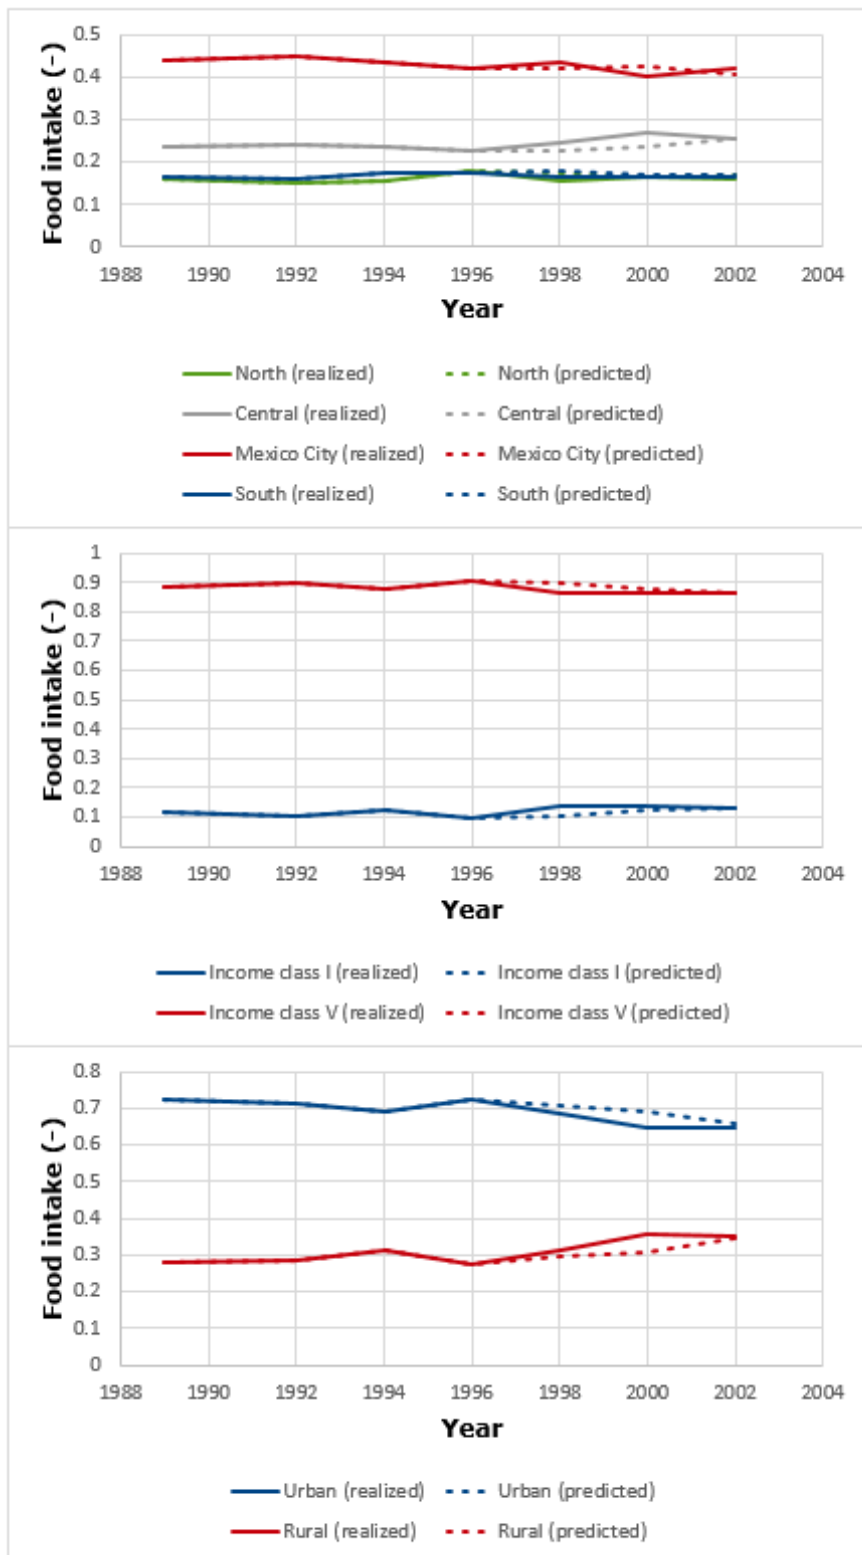 0.5
0.4
0.3
0.2
0.1
0
Food intake (-)
1988 1990 1992 1994 1996 1998 2000 2002 2004
Year
North (realized) North (predicted)
Central (realized) Central (predicted)
Mexico City (realized) Mexico City (predicted)
South (realized) South (predicted)
1
0.9
0.8
0.7
0.6
0.5
0.4
0.3
0.2
0.1
0
Food intake (-)
1988 1990 1992 1994 1996 1998 2000 2002 2004
Year
Income class I (realized) Income class I (predicted)
Income class V (realized) Income class V (predicted)
0.8
0.7
0.6
0.5
0.4
0.3
0.2
0.1
0
Food intake (-)
1988 1990 1992 1994 1996 1998 2000 2002 2004
Year
Urban (realized) Urban (predicted)
Rural (realized) Rural (predicted)